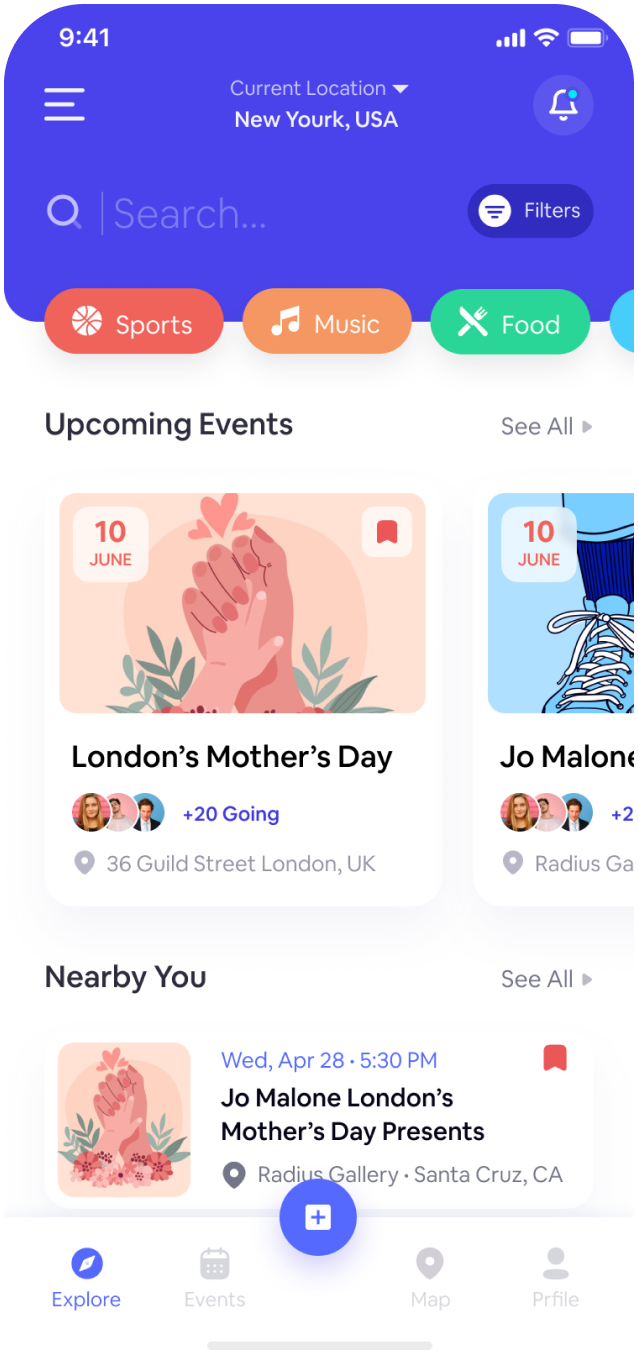 9:41
Current Location
New Yourk, USA
Search...
Filters
Sports
Music
Food
Upcoming Events
See All
10
JUNE
10
JUNE
London’s Mother’s Day
Jo Malone
+20 Going
+2
36 Guild Street London, UK
Radius Ga
Nearby You
See All
Wed, Apr 28 • 5:30 PM
Jo Malone London’s
Mother’s Day Presents
Radius Gallery • Santa Cruz, CA
Explore
Events
Map
Prfile